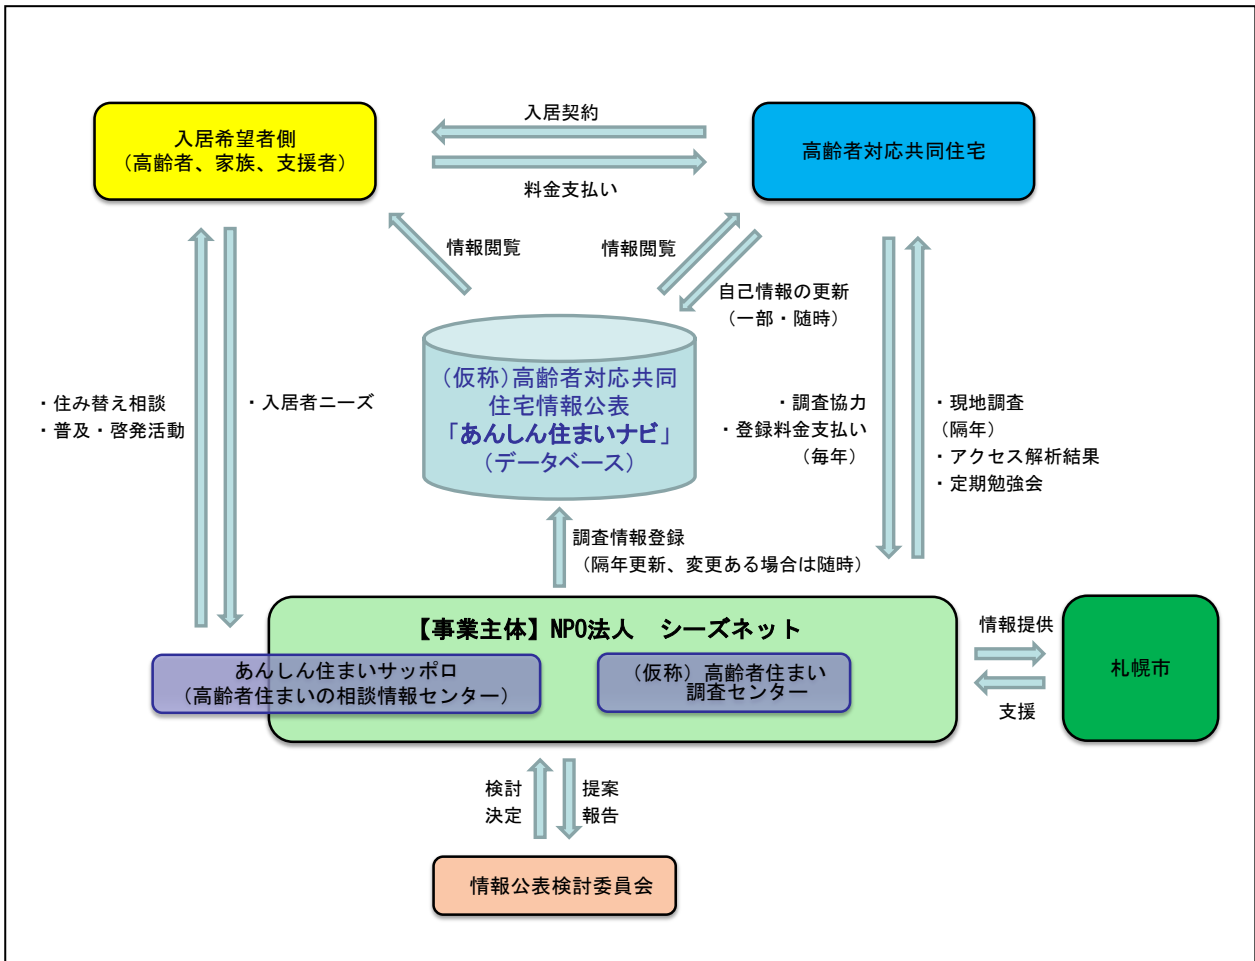 入居契約
入居希望者側
(高齢者、家族、支援者)
高齢者対応共同住宅
料金支払い
情報閲覧
情報閲覧
自己情報の更新
(一部・随時)
(仮称)高齢者対応共同
住宅情報公表
「あんしん住まいナビ」
(データベース)
・住み替え相談
・普及・啓発活動
・入居者ニーズ
・調査協力
・登録料金支払い
(毎年)
・現地調査
(隔年)
・アクセス解析結果
・定期勉強会
調査情報登録
(隔年更新、変更ある場合は随時)
【事業主体】NPO法人　シーズネット
あんしん住まいサッポロ
(高齢者住まいの相談情報センター)
(仮称)高齢者住まい
調査センター
情報提供
支援
札幌市
検討
決定
提案
報告
情報公表検討委員会